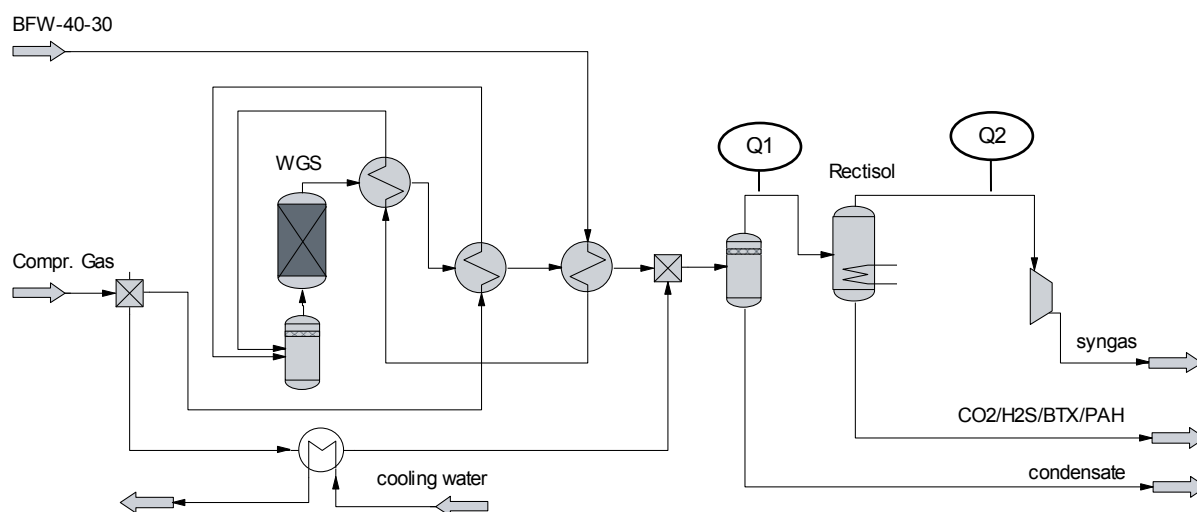 BFW-40-30
Q1
Q2
WGS
Rectisol
Compr. Gas
syngas
CO2/H2S/BTX/PAH
condensate
cooling water